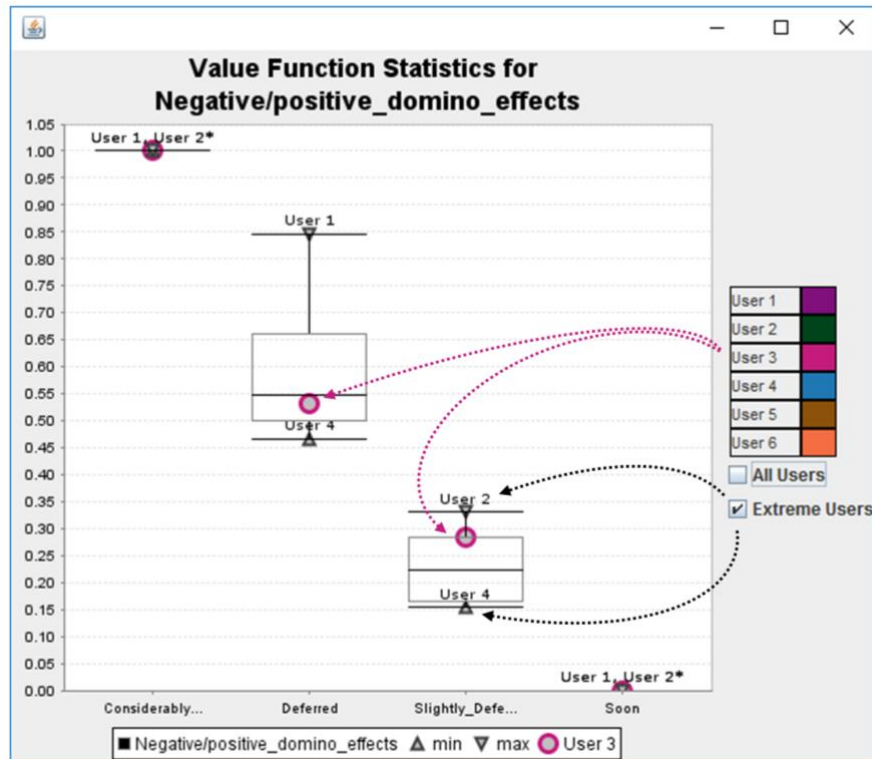 Value Function Statistics for
Negative/positive_domino_effects
1.05
1.00
0.95
0.90
0.85
0.80
0.75
0.70
0.65
0.60
0.55
0.50
0.45
0.40
0.35
0.30
0.25
0.20
0.15
0.10
0.05
0.00
User 1, User 2*
User 1
User 4
User 2
User 4
User 1, User 2*
Considerably... Deferred Slightly_Defe... Soon
Negative/positive_domino_effects min max User 3
User 1
User 2
User 3
User 4
User 5
User 6
All Users
Extreme Users